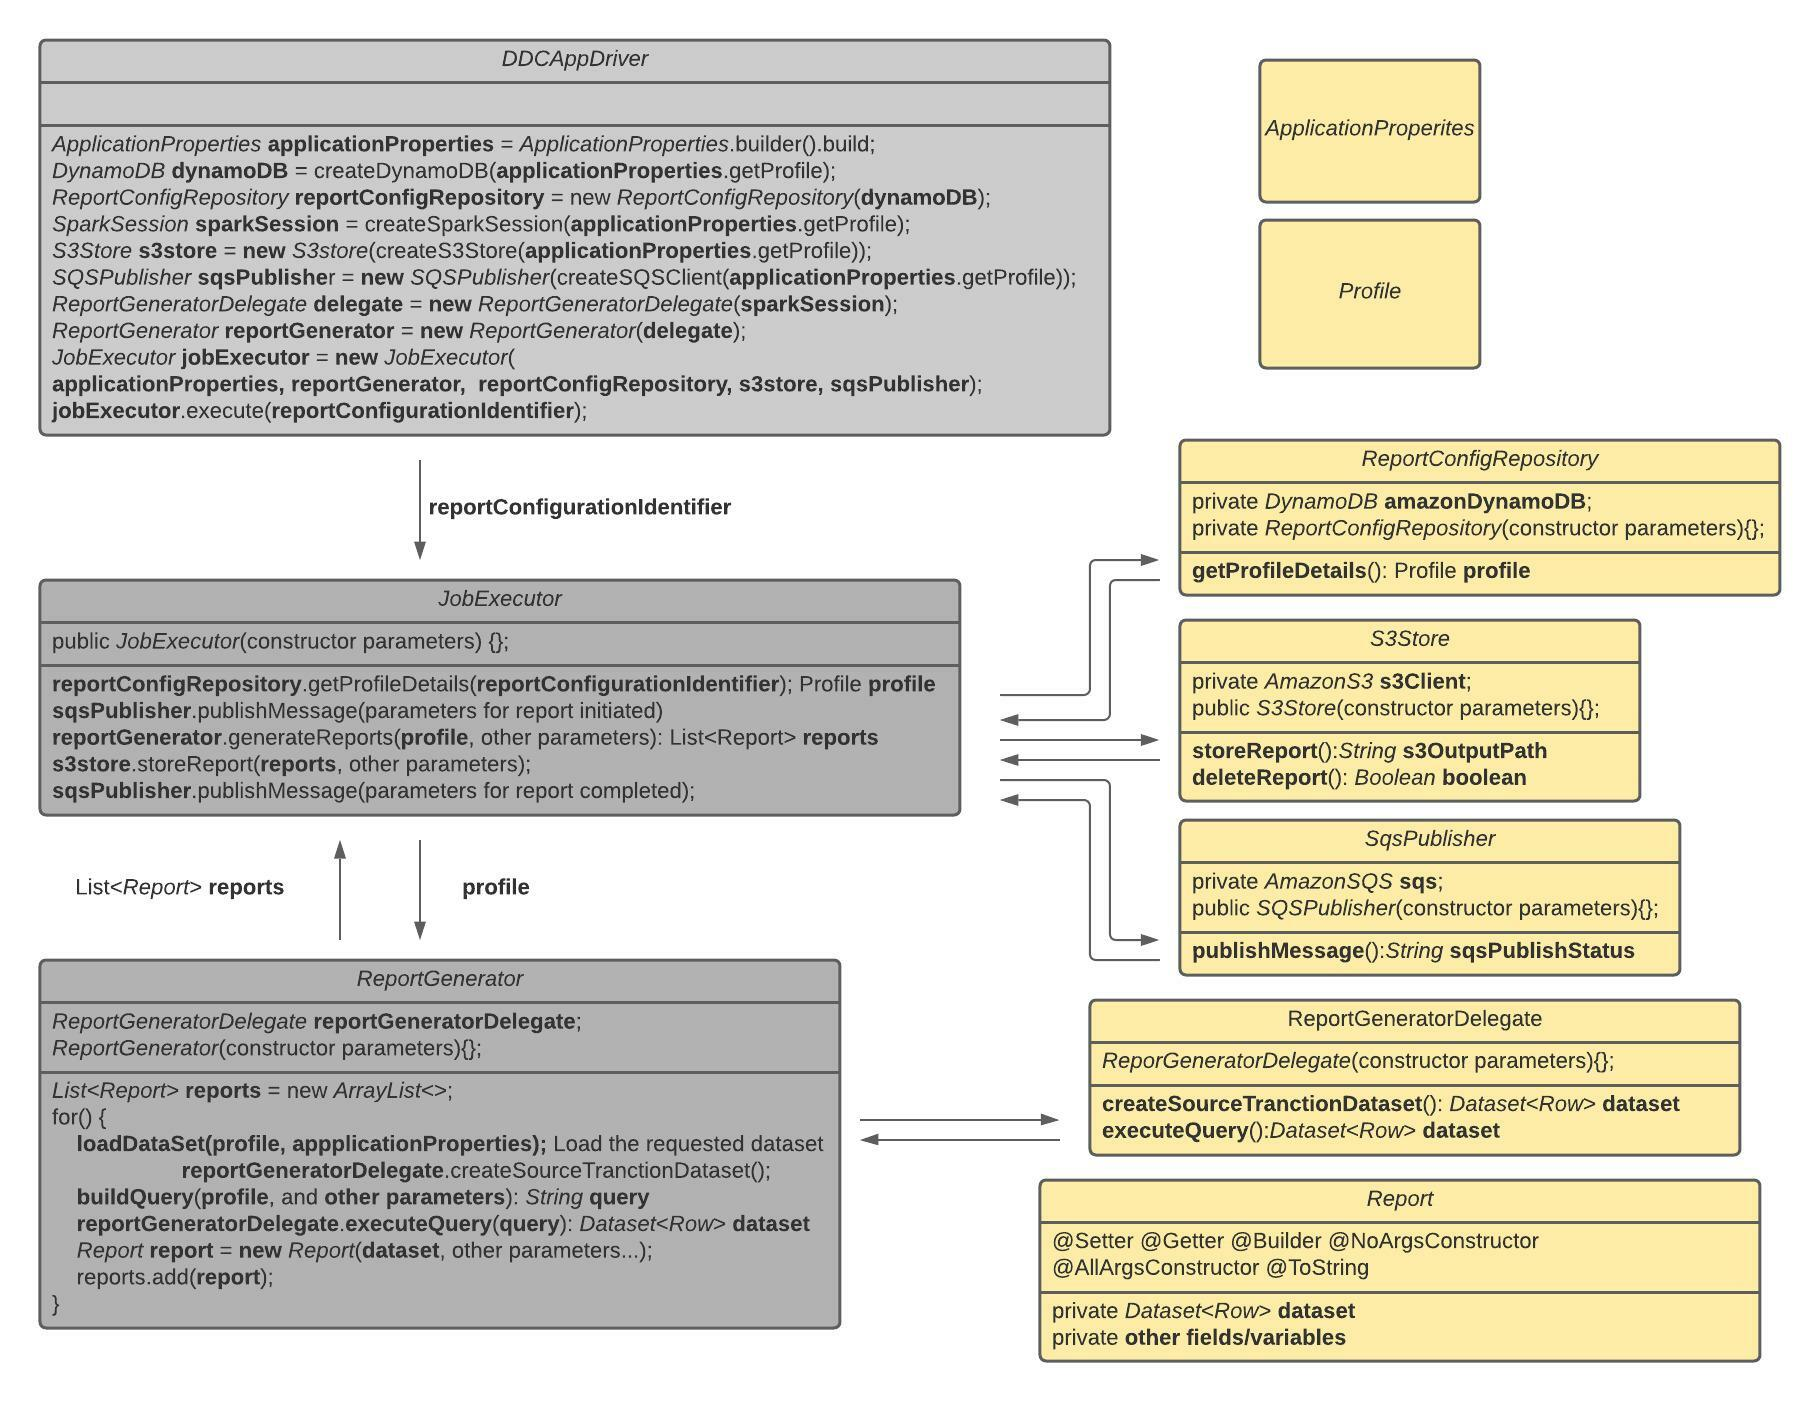 DDCAppDriver
ApplicationProperties applicationProperties = ApplicationProperties.builder().build;
DynamoDB dynamoDB = createDynamoDB(applicationProperties.getProfile);
ReportConfigRepository reportConfigRepository = new ReportConfigRepository(dynamoDB);
SparkSession sparkSession = createSparkSession(applicationProperties.getProfile);
S3Store s3store = new S3store(createS3Store(applicationProperties.getProfile));
SQSPublisher sqsPublisher = new SQSPublisher(createSQSClient(applicationProperties.getProfile));
ReportGeneratorDelegate delegate = new ReportGeneratorDelegate(sparkSession);
ReportGenerator reportGenerator = new ReportGenerator(delegate);
JobExecutor jobExecutor = new JobExecutor(
applicationProperties, reportGenerator,  reportConfigRepository, s3store, sqsPublisher);
jobExecutor.execute(reportConfigurationIdentifier);
ApplicationProperites
Profile
reportConfigurationIdentifier
JobExecutor
public JobExecutor(constructor parameters) {};
reportConfigRepository.getProfileDetails(reportConfigurationIdentifier); Profile profile
sqsPublisher.publishMessage(parameters for report initiated)
reportGenerator.generateReports(profile, other parameters): List<Report> reports
s3store.storeReport(reports, other parameters);
sqsPublisher.publishMessage(parameters for report completed);
ReportConfigRepository
private DynamoDB amazonDynamoDB;
private ReportConfigRepository(constructor parameters){};
getProfileDetails(): Profile profile
S3Store
private AmazonS3 s3Client;
public S3Store(constructor parameters){};
storeReport():String s3OutputPath
deleteReport(): Boolean boolean
SqsPublisher
private AmazonSQS sqs;
public SQSPublisher(constructor parameters){};
publishMessage():String sqsPublishStatus
List<Report> reports
profile
ReportGenerator
ReportGeneratorDelegate reportGeneratorDelegate;
ReportGenerator(constructor parameters){};
List<Report> reports = new ArrayList<>;
for() {
loadDataSet(profile, appplicationProperties); Load the requested dataset
reportGeneratorDelegate.createSourceTranctionDataset();
buildQuery(profile, and other parameters): String query
reportGeneratorDelegate.executeQuery(query): Dataset<Row> dataset
Report report = new Report(dataset, other parameters...);
reports.add(report);
}
ReportGeneratorDelegate
ReporGeneratorDelegate(constructor parameters){};
createSourceTranctionDataset(): Dataset<Row> dataset
executeQuery():Dataset<Row> dataset
Report
@Setter @Getter @Builder @NoArgsConstructor
@AllArgsConstructor @ToString
private Dataset<Row> dataset
private other fields/variables